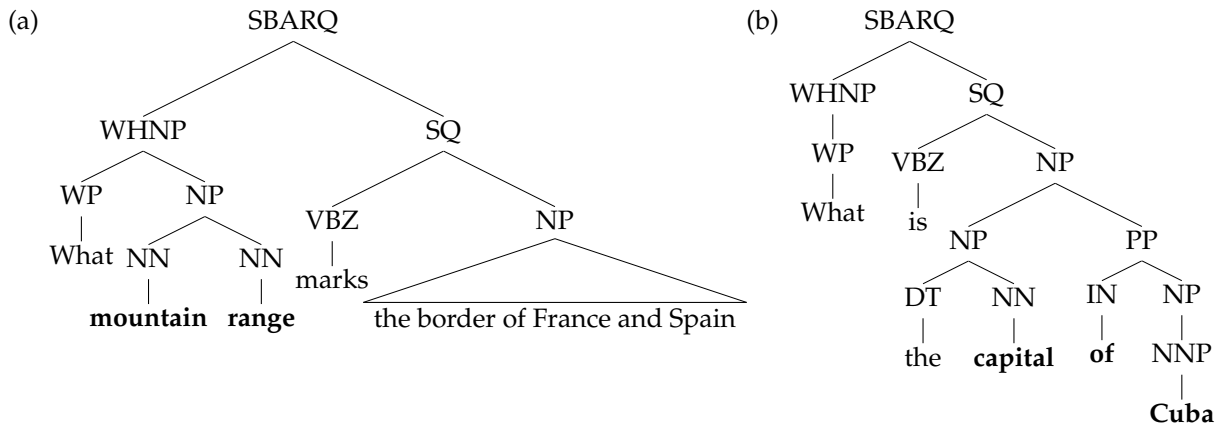 (a) SBARQ
WHNP SQ
WP NP VBZ NP
What NN NN marks
mountain range the border of France and Spain
(b) SBARQ
WHNP SQ
WP VBZ NP
What is NP PP
DT NN IN NP
the capital of NNP
Cuba